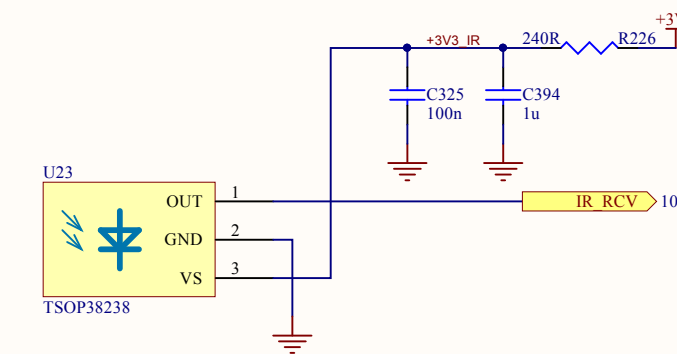 +3V
+3V3_IR
240R
R226
C325
100n
C394
1u
U23
OUT
1
IR_RCV
10
GND
2
VS
3
TSOP38238